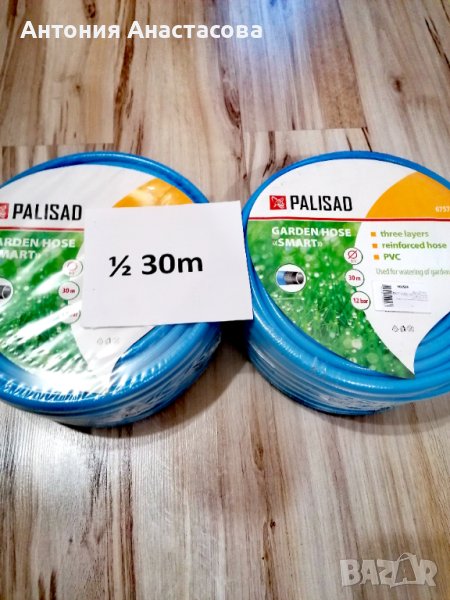 Антония Анастасова
PALISAD
GARDEN HOSE
SMART»
30m
½ 30m
PALISAD
GARDEN HOSE
«SMART»
three layers
reinforced hose
PVC
Used for watering of garden
30m
12 bar
BAZAR